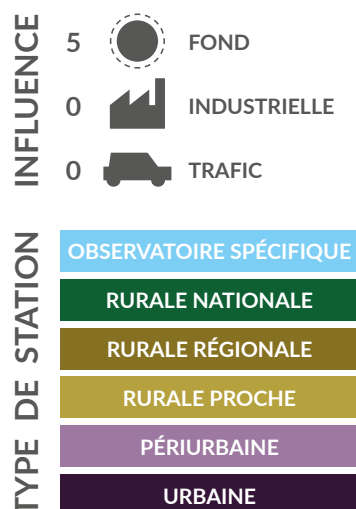 INFLUENCE
5 FOND
0 INDUSTRIELLE
0 TRAFIC
TYPE DE STATION
OBSERVATOIRE SPÉCIFIQUE
RURALE NATIONALE
RURALE RÉGIONALE
RURALE PROCHE
PÉRIURBAINE
URBAINE